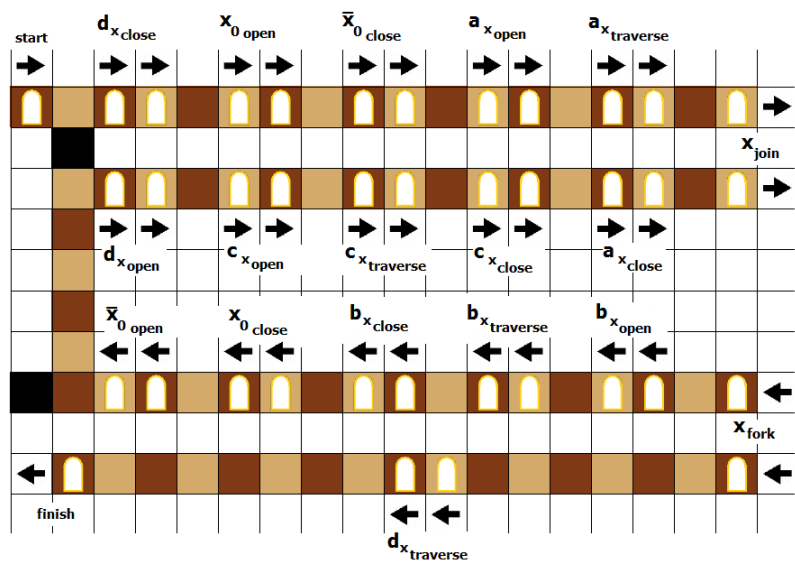 start d x close x 0 open x̄ 0 close a x open a x traverse
x join
d x open c x open c x traverse c x close a x close
x̄ 0 open x 0 close b x close b x traverse b x open
x fork
finish
d x traverse